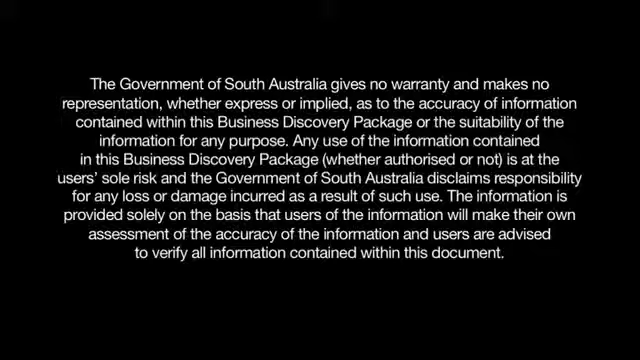 The Government of South Australia gives no warranty and makes no
representation, whether express or implied, as to the accuracy of information
contained within this Business Discovery Package or the suitability of the
information for any purpose. Any use of the information contained
in this Business Discovery Package (whether authorised or not) is at the
users' sole risk and the Government of South Australia disclaims responsibility
for any loss or damage incurred as a result of such use. The information is
provided solely on the basis that users of the information will make their own
assessment of the accuracy of the information and users are advised
to verify all information contained within this document.